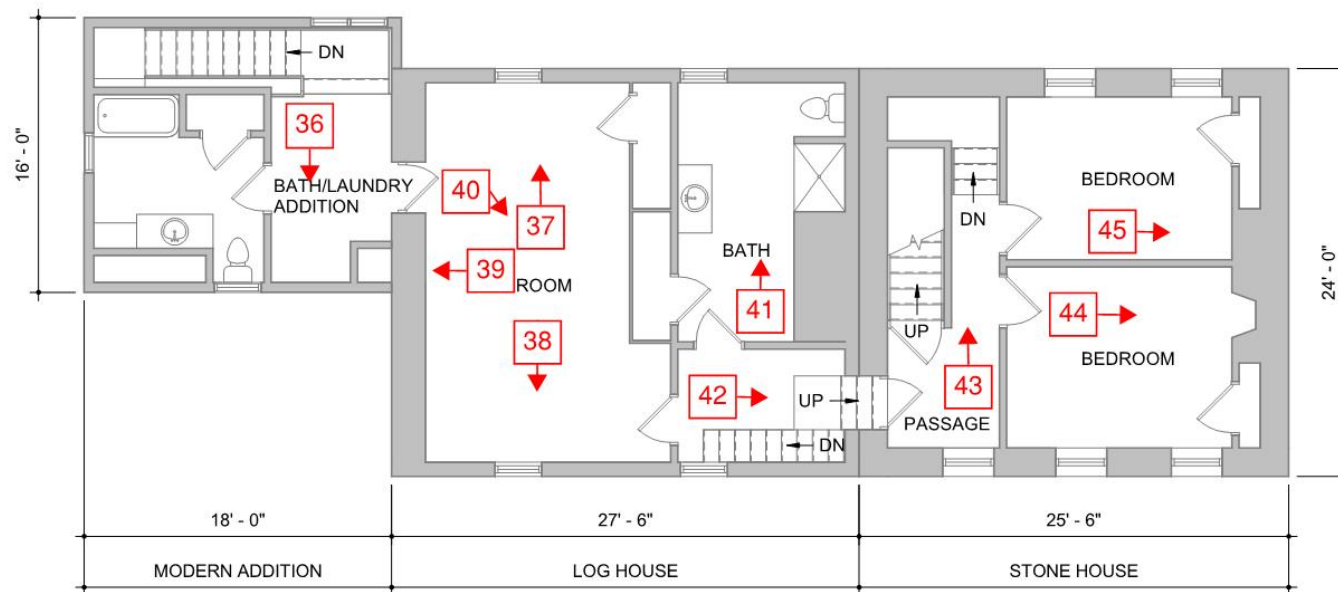 DN
16' - 0"
36
BATH/LAUNDRY
ADDITION
40
37
39
ROOM
38
BATH
41
42
UP
DN
UP
DN
43
PASSAGE
BEDROOM
45
44
BEDROOM
24' - 0"
18' - 0"
27' - 6"
25' - 6"
MODERN ADDITION
LOG HOUSE
STONE HOUSE